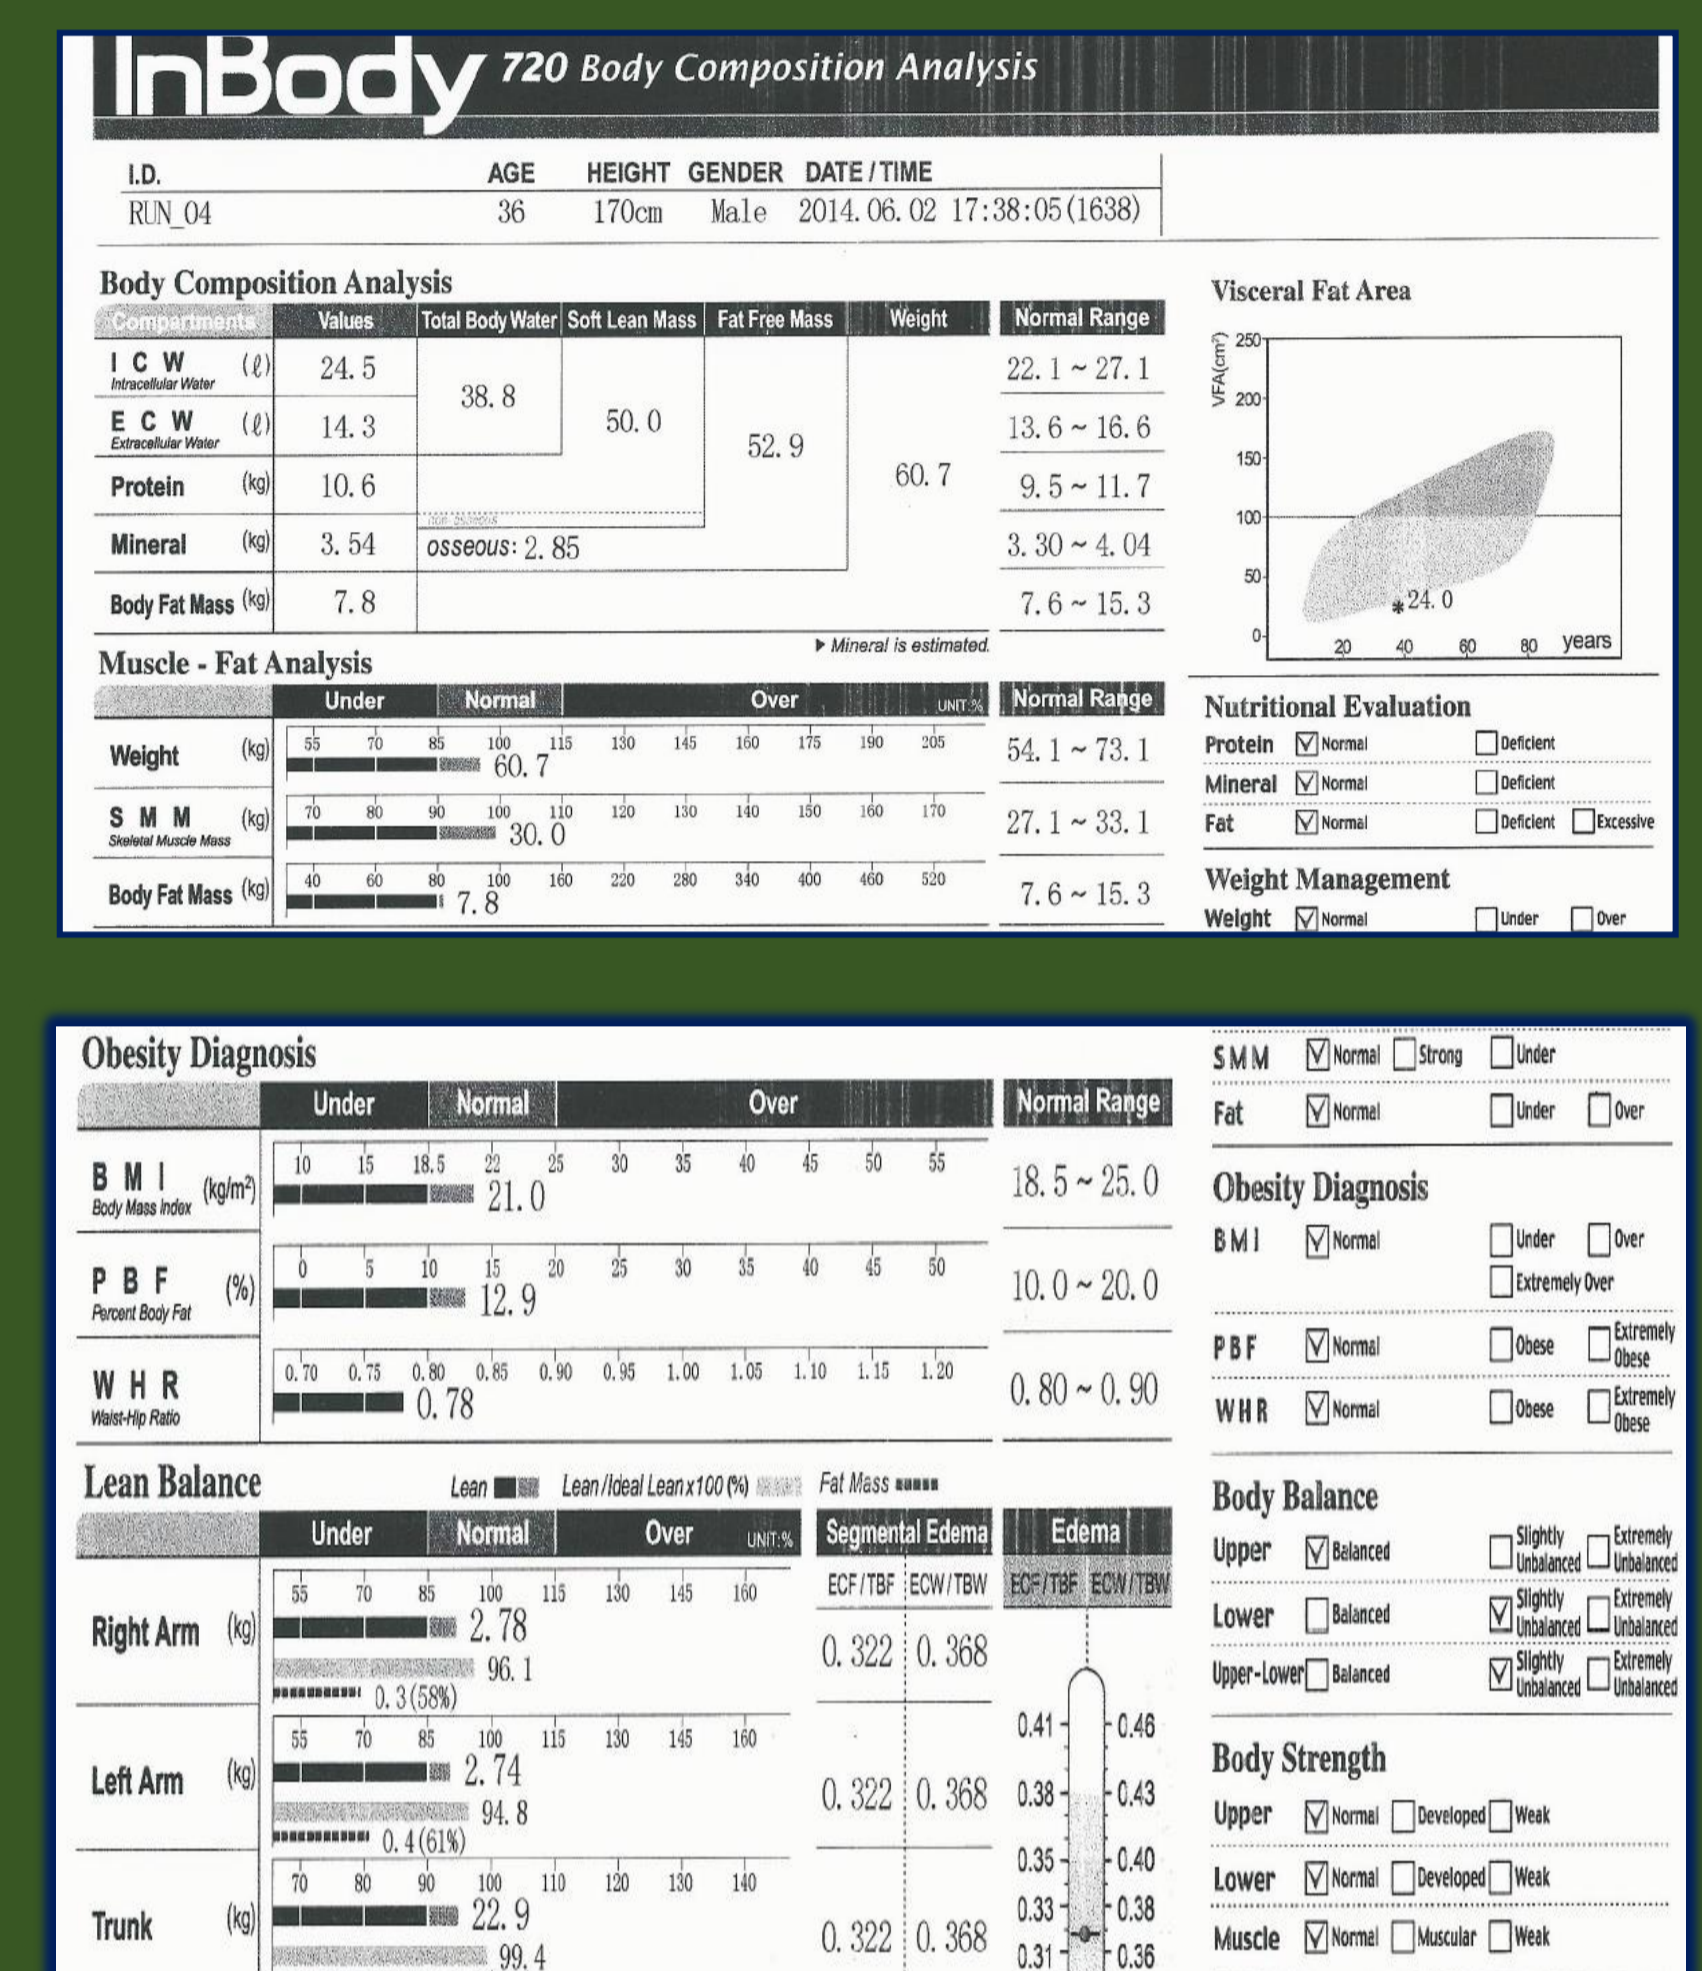 InBody 720 Body Composition Analysis
I.D. AGE HEIGHT GENDER DATE / TIME
RUN_04 36 170cm Male 2014.06.02 17:38:05(1638)
Body Composition Analysis
Compartments Values Total Body Water Soft Lean Mass Fat Free Mass Weight Normal Range
I C W (ℓ) 24.5 22.1 ~ 27.1
Intracellular Water
38.8
E C W (ℓ) 14.3 50.0 13.6 ~ 16.6
Extracellular Water
52.9
Protein (kg) 10.6 60.7 9.5 ~ 11.7
non-osseous
Mineral (kg) 3.54 osseous: 2.85 3.30 ~ 4.04
Body Fat Mass (kg) 7.8 7.6 ~ 15.3
▶ Mineral is estimated.
Muscle - Fat Analysis
Under Normal Over UNIT:% Normal Range
55 70 85 100 115 130 145 160 175 190 205
Weight (kg) 60.7 54.1 ~ 73.1
70 80 90 100 110 120 130 140 150 160 170
S M M (kg) 30.0 27.1 ~ 33.1
Skeletal Muscle Mass
40 60 80 100 160 220 280 340 400 460 520
Body Fat Mass (kg) 7.8 7.6 ~ 15.3
Visceral Fat Area
VFA(cm²)
250
200
150
100
50
*24.0
0
20 40 60 80 years
Nutritional Evaluation
Protein Normal Deficient
Mineral Normal Deficient
Fat Normal Deficient Excessive
Weight Management
Weight Normal Under Over
Obesity Diagnosis
Under Normal Over Normal Range
10 15 18.5 22 25 30 35 40 45 50 55
B M I (kg/m²) 21.0 18.5 ~ 25.0
Body Mass Index
0 5 10 15 20 25 30 35 40 45 50
P B F (%) 12.9 10.0 ~ 20.0
Percent Body Fat
0.70 0.75 0.80 0.85 0.90 0.95 1.00 1.05 1.10 1.15 1.20
W H R 0.78 0.80 ~ 0.90
Waist-Hip Ratio
Lean Balance Lean Lean/Ideal Lean x100(%) Fat Mass
Under Normal Over UNIT:% Segmental Edema Edema
ECF/TBF ECW/TBW ECF/TBF ECW/TBW
55 70 85 100 115 130 145 160
Right Arm (kg) 2.78 0.322 0.368
96.1
0.3(58%)
55 70 85 100 115 130 145 160
Left Arm (kg) 2.74 0.322 0.368
94.8
0.4(61%)
70 80 90 100 110 120 130 140
Trunk (kg) 22.9 0.322 0.368
99.4
0.41 0.46
0.38 0.43
0.35 0.40
0.33 0.38
0.31 0.36
SMM Normal Strong Under
Fat Normal Under Over
Obesity Diagnosis
BMI Normal Under Over
Extremely Over
PBF Normal Obese Extremely Obese
WHR Normal Obese Extremely Obese
Body Balance
Upper Balanced Slightly Unbalanced Extremely Unbalanced
Lower Balanced Slightly Unbalanced Extremely Unbalanced
Upper-Lower Balanced Slightly Unbalanced Extremely Unbalanced
Body Strength
Upper Normal Developed Weak
Lower Normal Developed Weak
Muscle Normal Muscular Weak